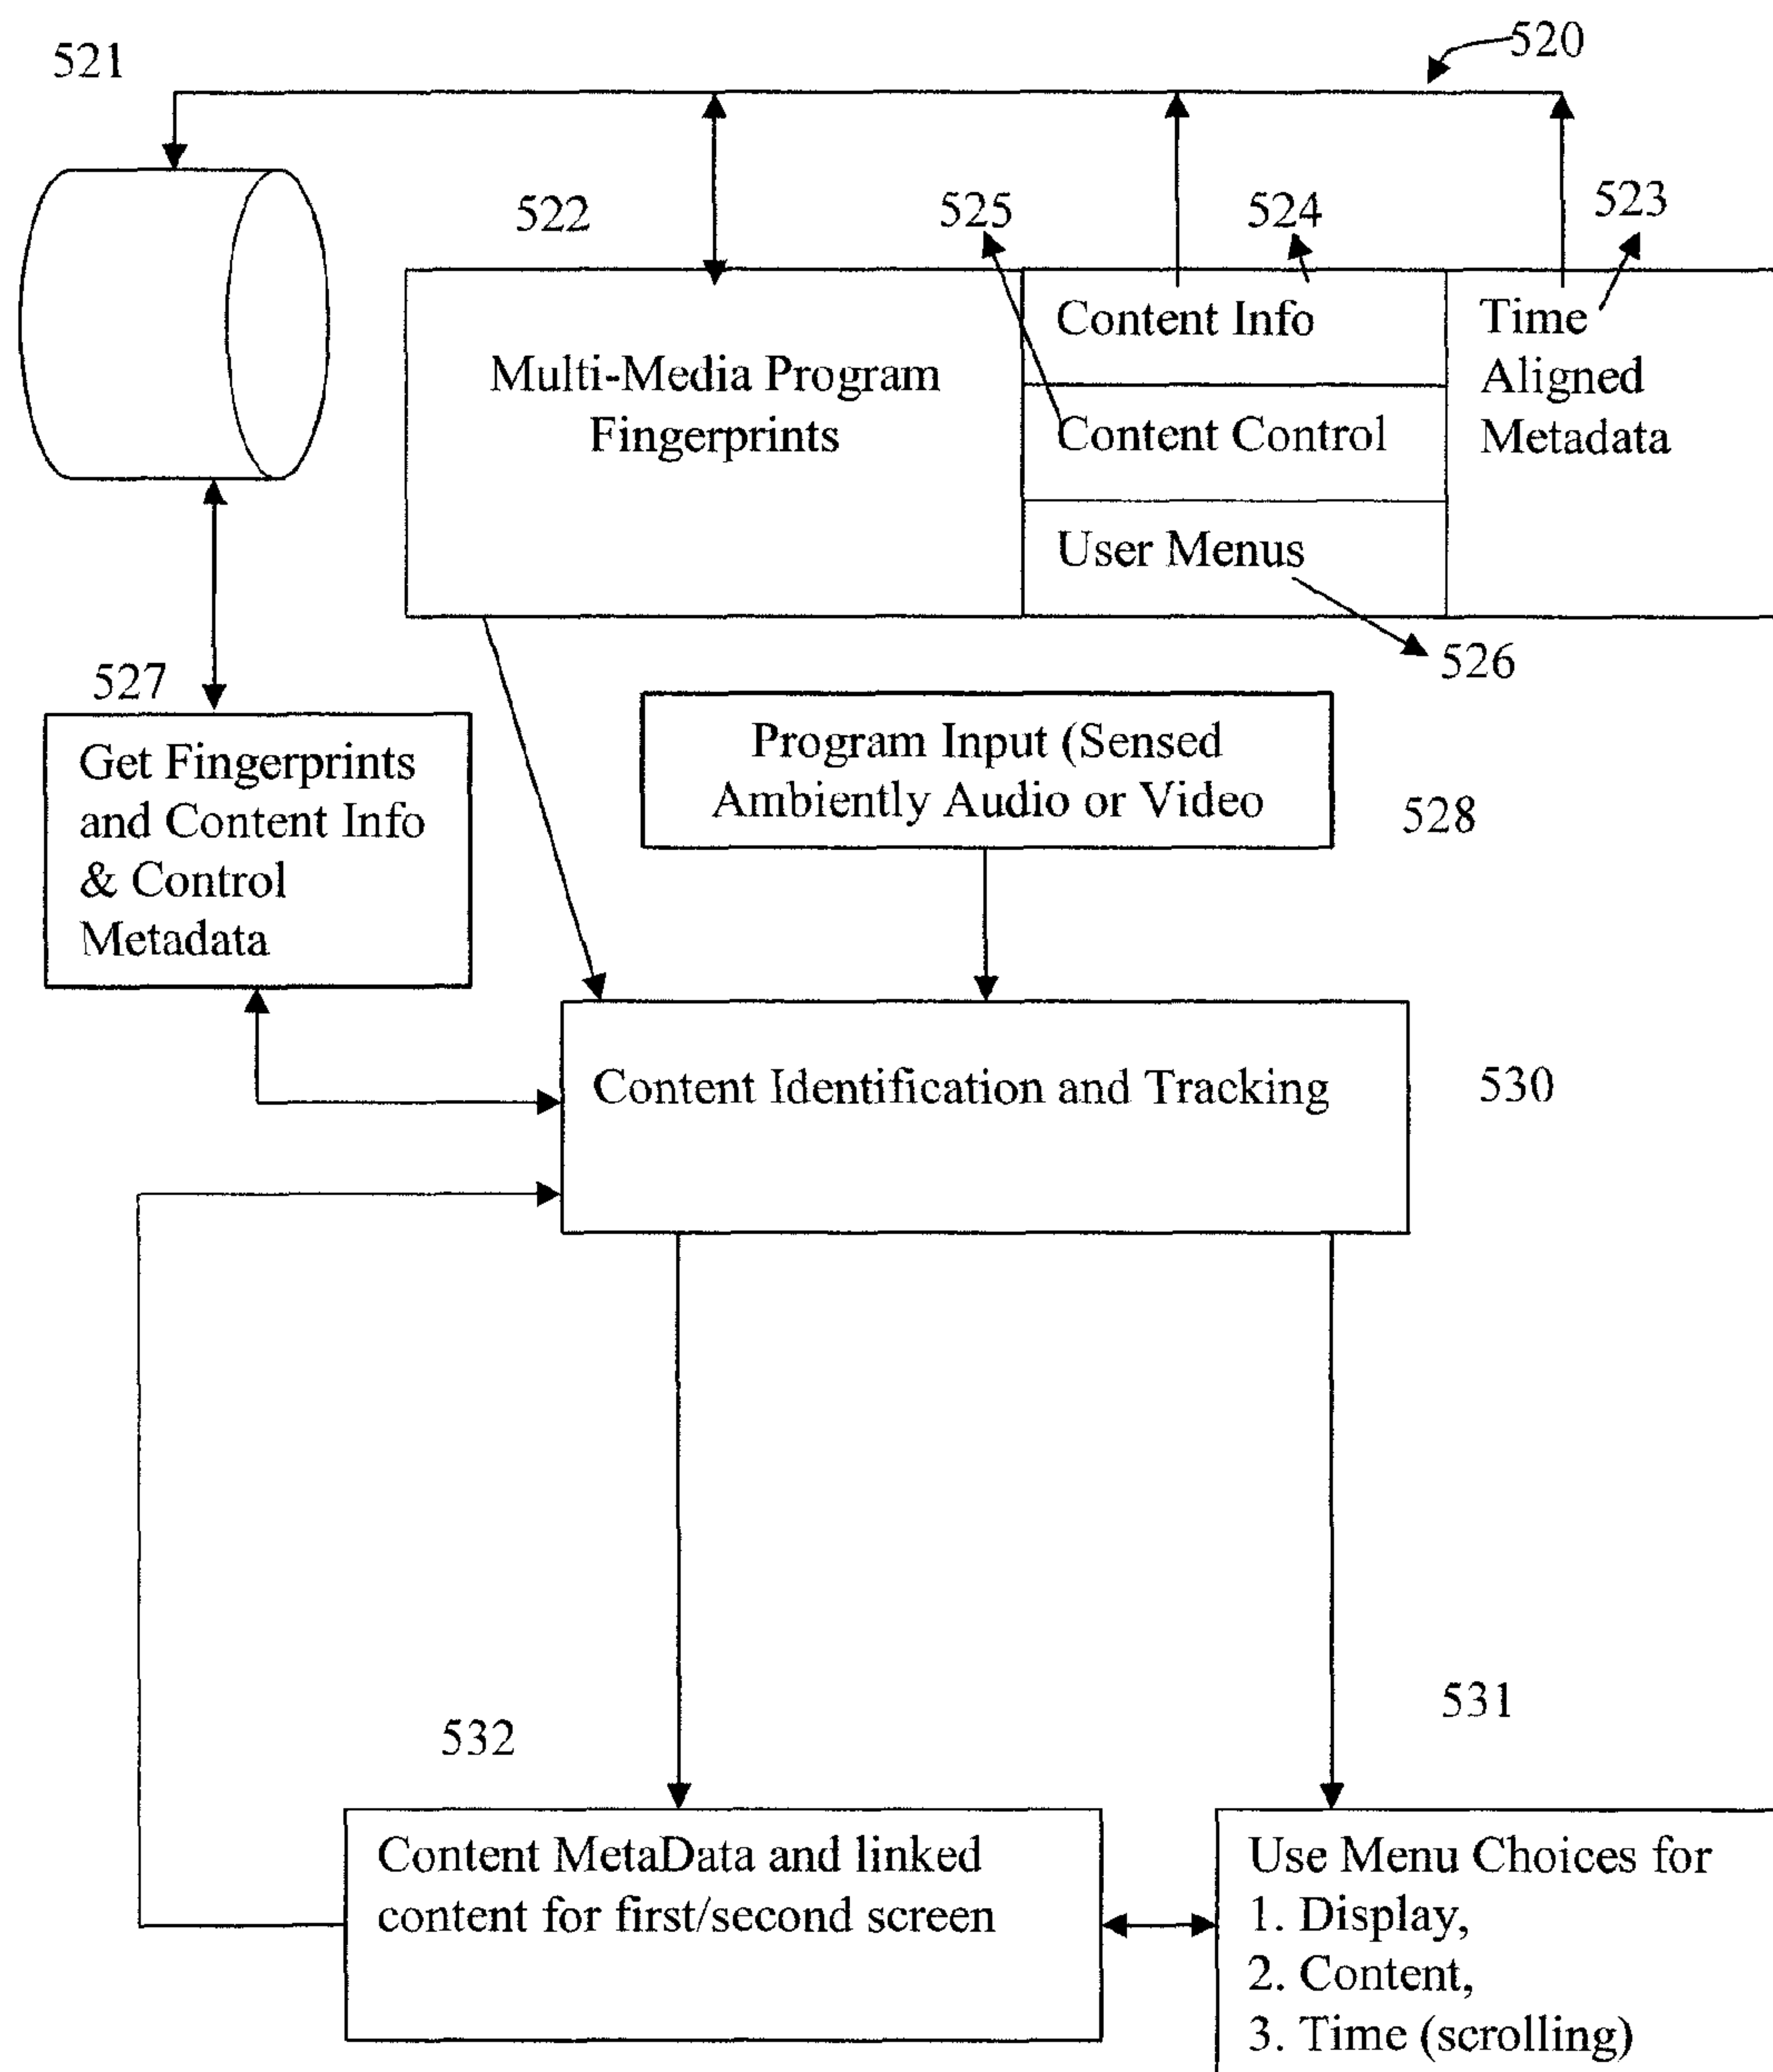 520
521
522
525
524
523
Content Info
Time
Aligned
Metadata
Multi-Media Program
Fingerprints
Content Control
User Menus
526
527
Get Fingerprints
and Content Info
& Control
Metadata
Program Input (Sensed
Ambiently Audio or Video
528
Content Identification and Tracking
530
531
532
Content MetaData and linked
content for first/second screen
Use Menu Choices for
1. Display,
2. Content,
3. Time (scrolling)